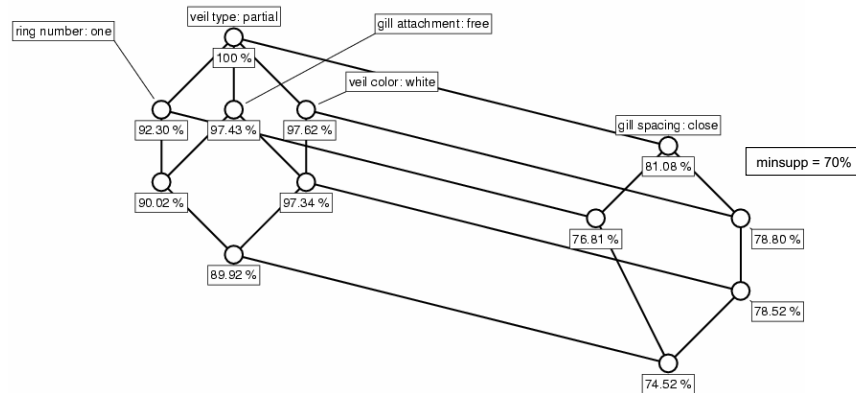 veil type: partial
ring number: one
gill attachment: free
100 %
veil color: white
92.30 %
97.43 %
97.62 %
gill spacing: close
81.08 %
minsupp = 70%
90.02 %
97.34 %
76.81 %
78.80 %
89.92 %
78.52 %
74.52 %